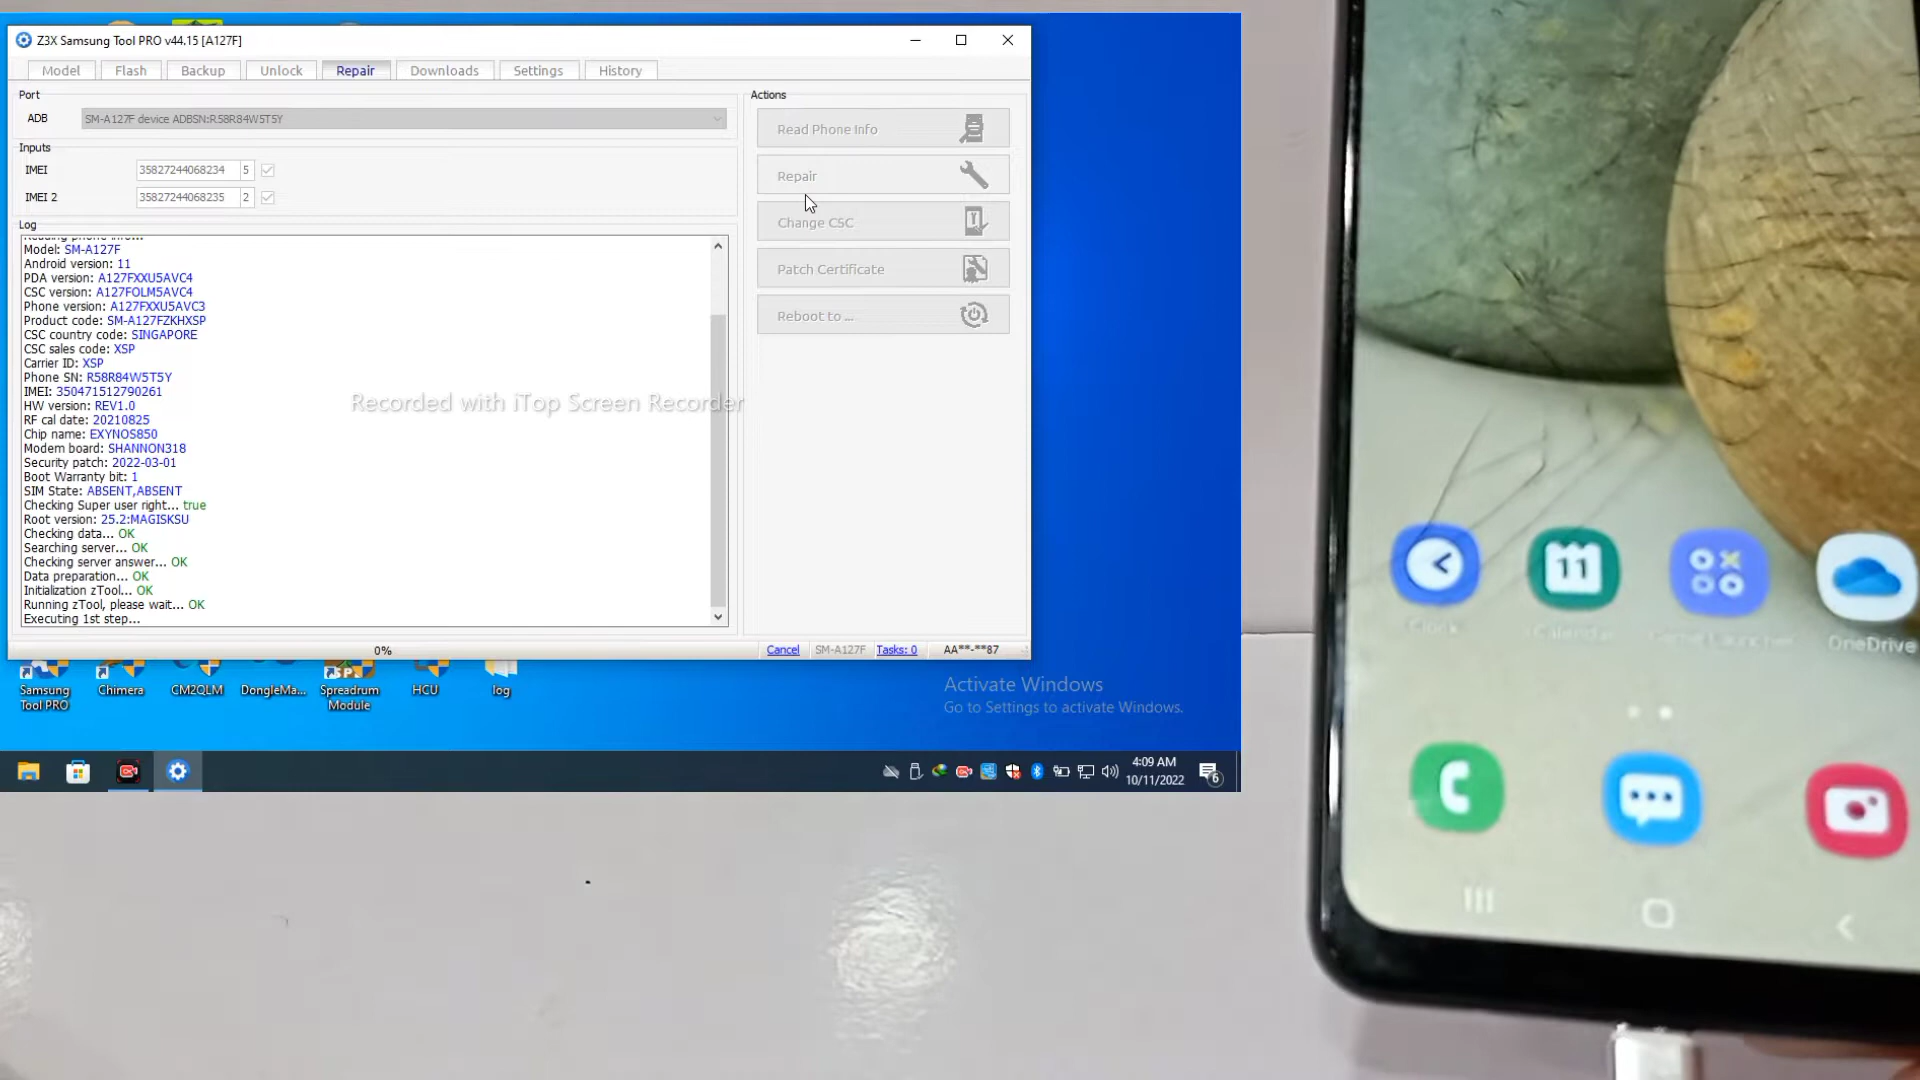 Z3X Samsung Tool PRO v44.15 [A127F]
Model Flash Backup Unlock Repair Downloads Settings History
Port
ADB SM-A127F device ADBSN:R58R84W5T5Y
Inputs
IMEI 35827244068234 5
IMEI 2 35827244068235 2
Log
Reading phone info...
Model: SM-A127F
Android version: 11
PDA version: A127FXXU5AVC4
CSC version: A127FOLM5AVC4
Phone version: A127FXXU5AVC3
Product code: SM-A127FZKHXSP
CSC country code: SINGAPORE
CSC sales code: XSP
Carrier ID: XSP
Phone SN: R58R84W5T5Y
IMEI: 350471512790261
HW version: REV1.0
RF cal date: 20210825
Chip name: EXYNOS850
Modem board: SHANNON318
Security patch: 2022-03-01
Boot Warranty bit: 1
SIM State: ABSENT,ABSENT
Checking Super user right... true
Root version: 25.2:MAGISKSU
Checking data... OK
Searching server... OK
Checking server answer... OK
Data preparation... OK
Initialization zTool... OK
Running zTool, please wait... OK
Executing 1st step...
Actions
Read Phone Info
Repair
Change CSC
Patch Certificate
Reboot to ...
Recorded with iTop Screen Recorder
0% Cancel SM-A127F Tasks: 0 AA**-**87
Samsung Tool PRO
Chimera
CM2QLM
DongleMa...
Spreadrum Module
HCU
log
Activate Windows
Go to Settings to activate Windows.
4:09 AM
10/11/2022
6
11
Clock Calendar Game Launcher OneDrive